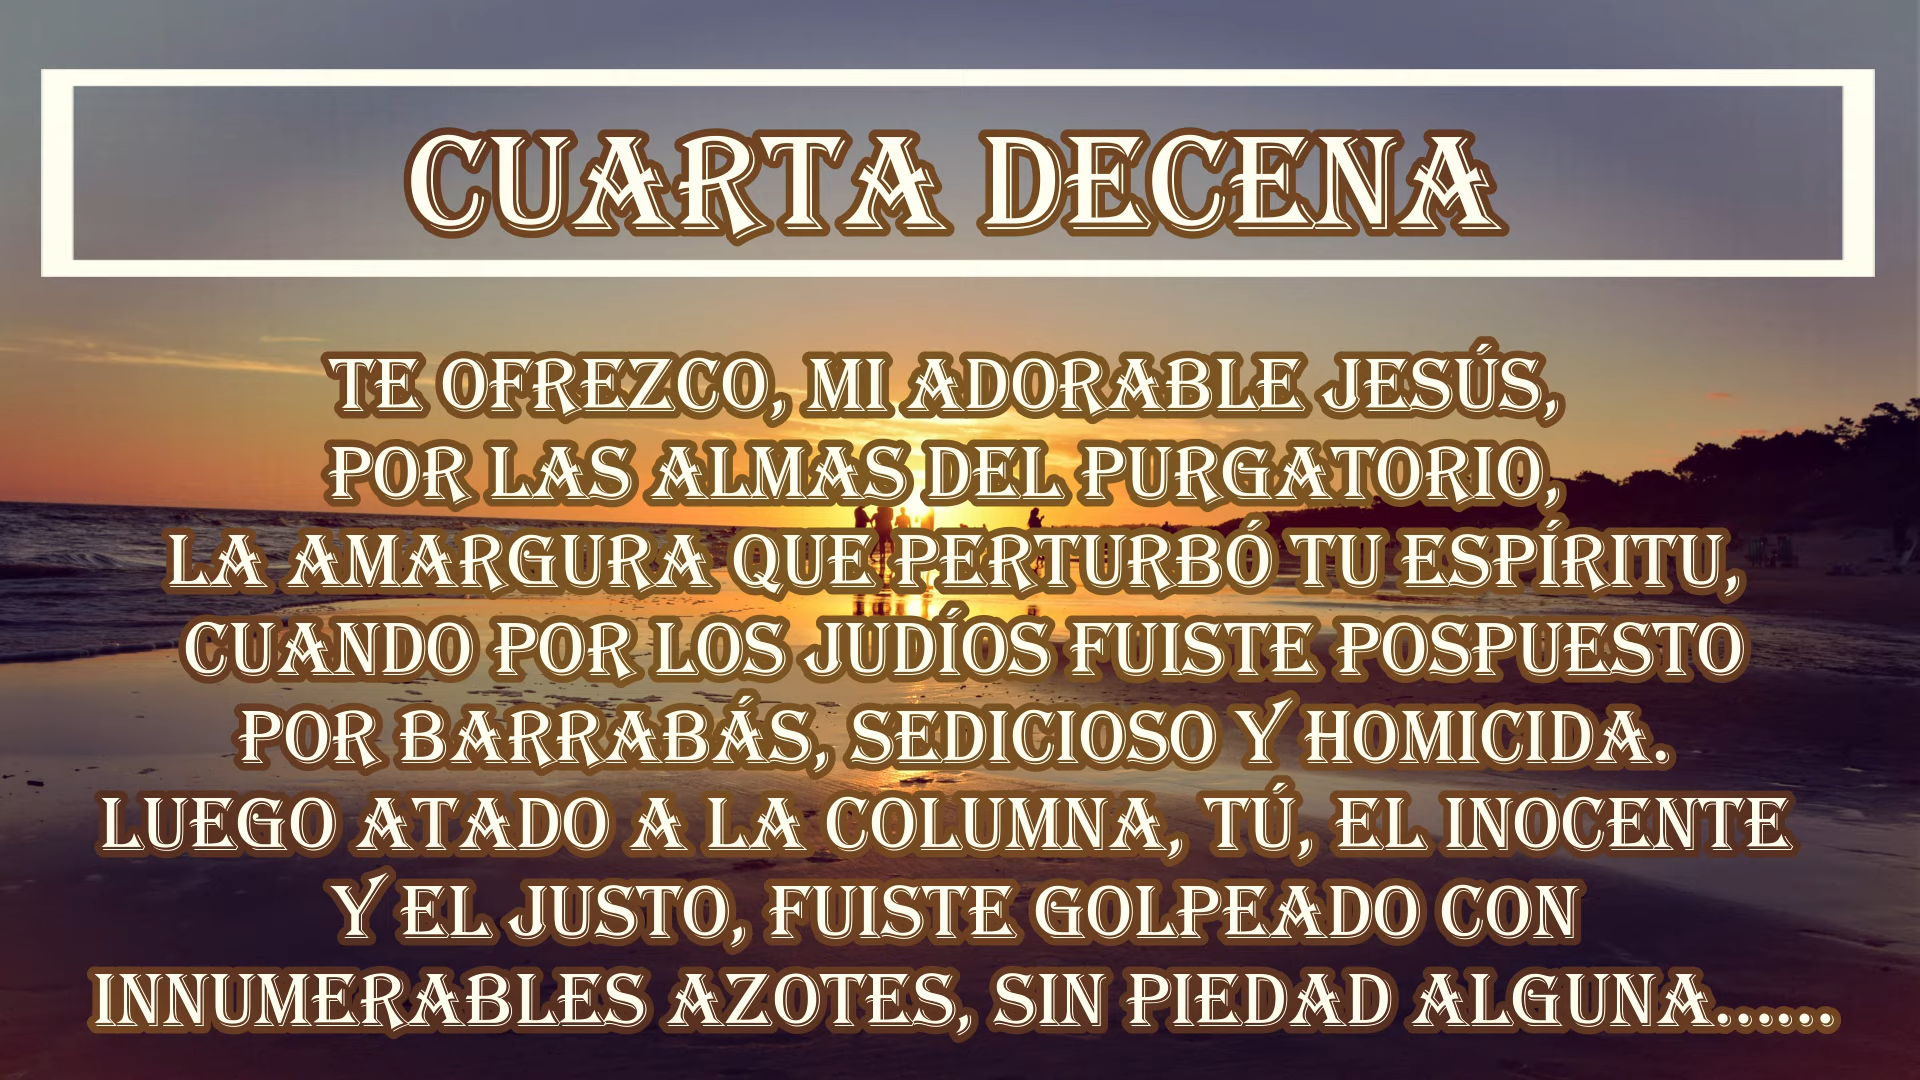 CUARTA DECENA
TE OFREZCO, MI ADORABLE JESÚS,
POR LAS ALMAS DEL PURGATORIO,
LA AMARGURA QUE PERTURBÓ TU ESPÍRITU,
CUANDO POR LOS JUDÍOS FUISTE POSPUESTO
POR BARRABÁS, SEDICIOSO Y HOMICIDA.
LUEGO ATADO A LA COLUMNA, TÚ, EL INOCENTE
Y EL JUSTO, FUISTE GOLPEADO CON
INNUMERABLES AZOTES, SIN PIEDAD ALGUNA......